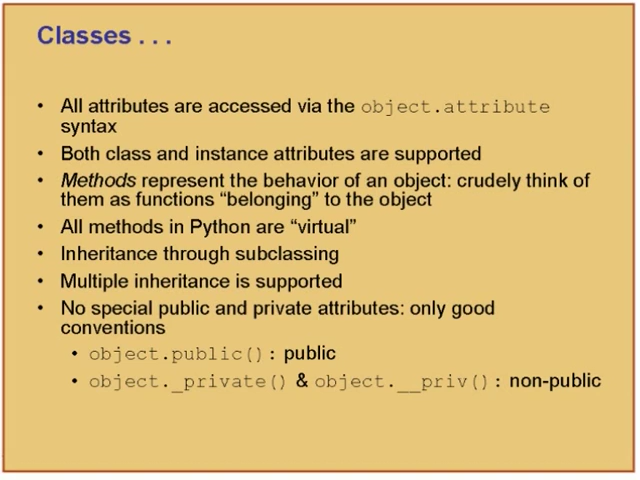 Classes . . .
• All attributes are accessed via the object.attribute
syntax
• Both class and instance attributes are supported
• Methods represent the behavior of an object: crudely think of
them as functions “belonging” to the object
• All methods in Python are “virtual”
• Inheritance through subclassing
• Multiple inheritance is supported
• No special public and private attributes: only good
conventions
• object.public(): public
• object._private() & object.__priv(): non-public